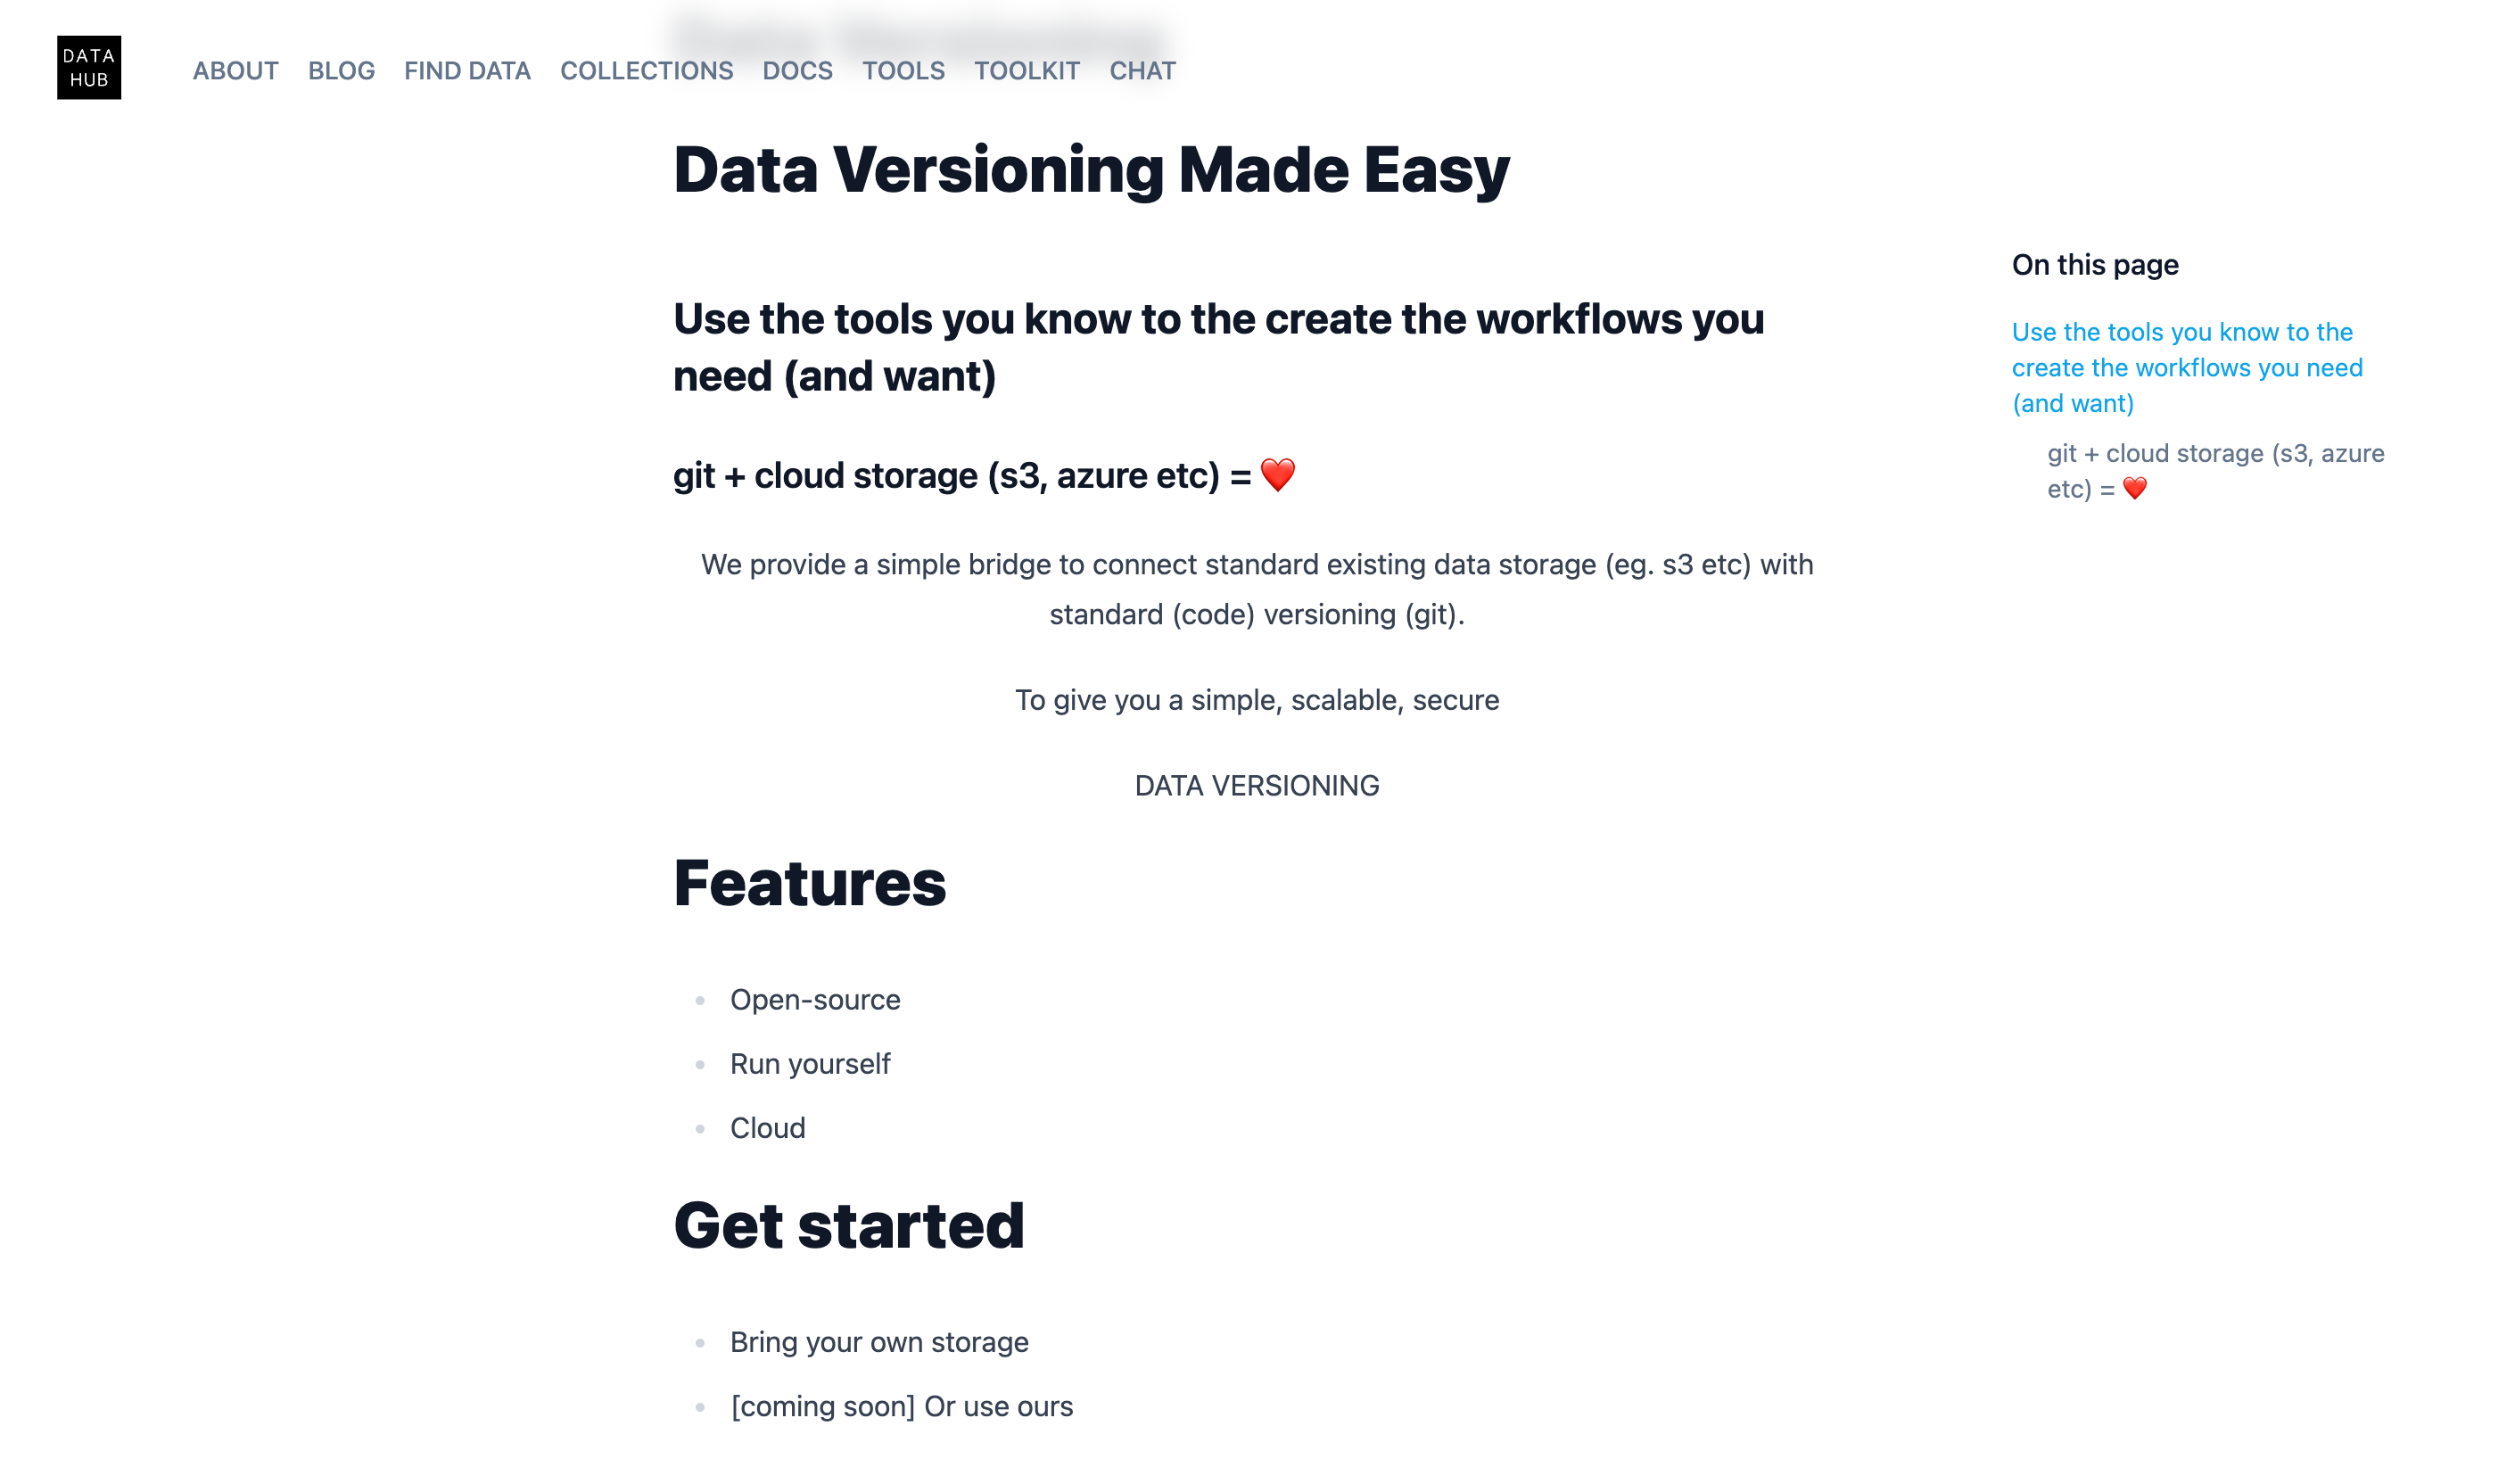 DATA
HUB
ABOUT BLOG FIND DATA COLLECTIONS DOCS TOOLS TOOLKIT CHAT
Data Versioning Made Easy
Use the tools you know to the create the workflows you
need (and want)
git + cloud storage (s3, azure etc) = ❤️
We provide a simple bridge to connect standard existing data storage (eg. s3 etc) with
standard (code) versioning (git).
To give you a simple, scalable, secure
DATA VERSIONING
Features
• Open-source
• Run yourself
• Cloud
Get started
• Bring your own storage
• [coming soon] Or use ours
On this page
Use the tools you know to the
create the workflows you need
(and want)
git + cloud storage (s3, azure
etc) = ❤️